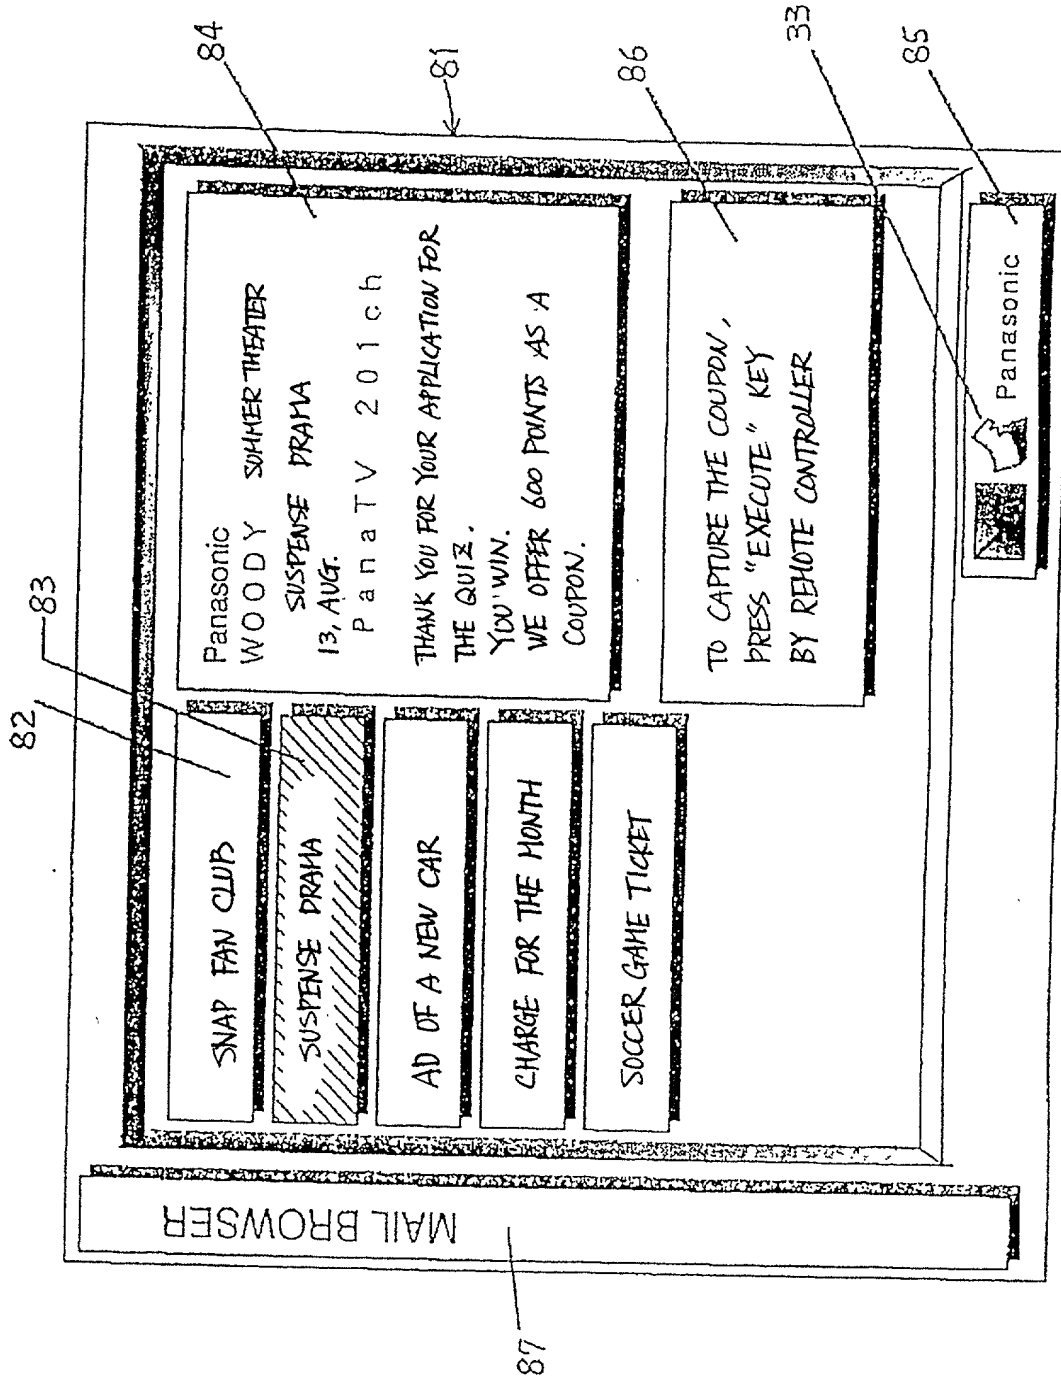 82
83
84
81
86
33
85
87
MAIL BROWSER
SNAP FAN CLUB
SUSPENSE DRAMA
AD OF A NEW CAR
CHARGE FOR THE MONTH
SOCCER GAME TICKET
Panasonic
WOODY SUMMER THEATER
SUSPENSE DRAMA
13, AUG.
PanaTV 201ch
THANK YOU FOR YOUR APPLICATION FOR
THE QUIZ.
YOU WIN.
WE OFFER 600 POINTS AS A
COUPON.
TO CAPTURE THE COUPON,
PRESS "EXECUTE" KEY
BY REMOTE CONTROLLER
Panasonic